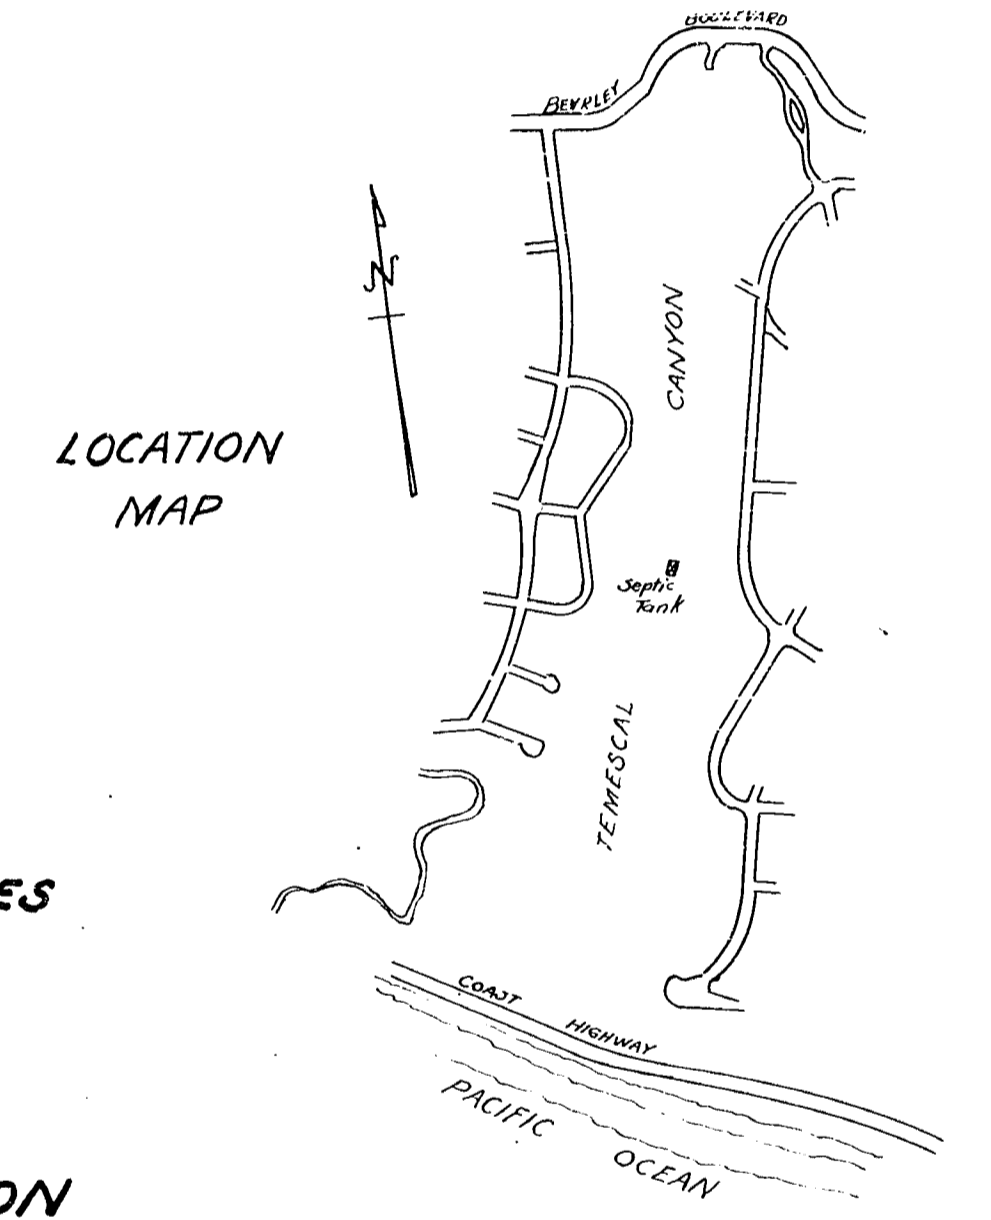 BOULEVARD
BEVRLEY
N
CANYON
LOCATION
MAP
Septic
Tank
TEMESCAL
ES
COAST
HIGHWAY
PACIFIC
OCEAN
ON